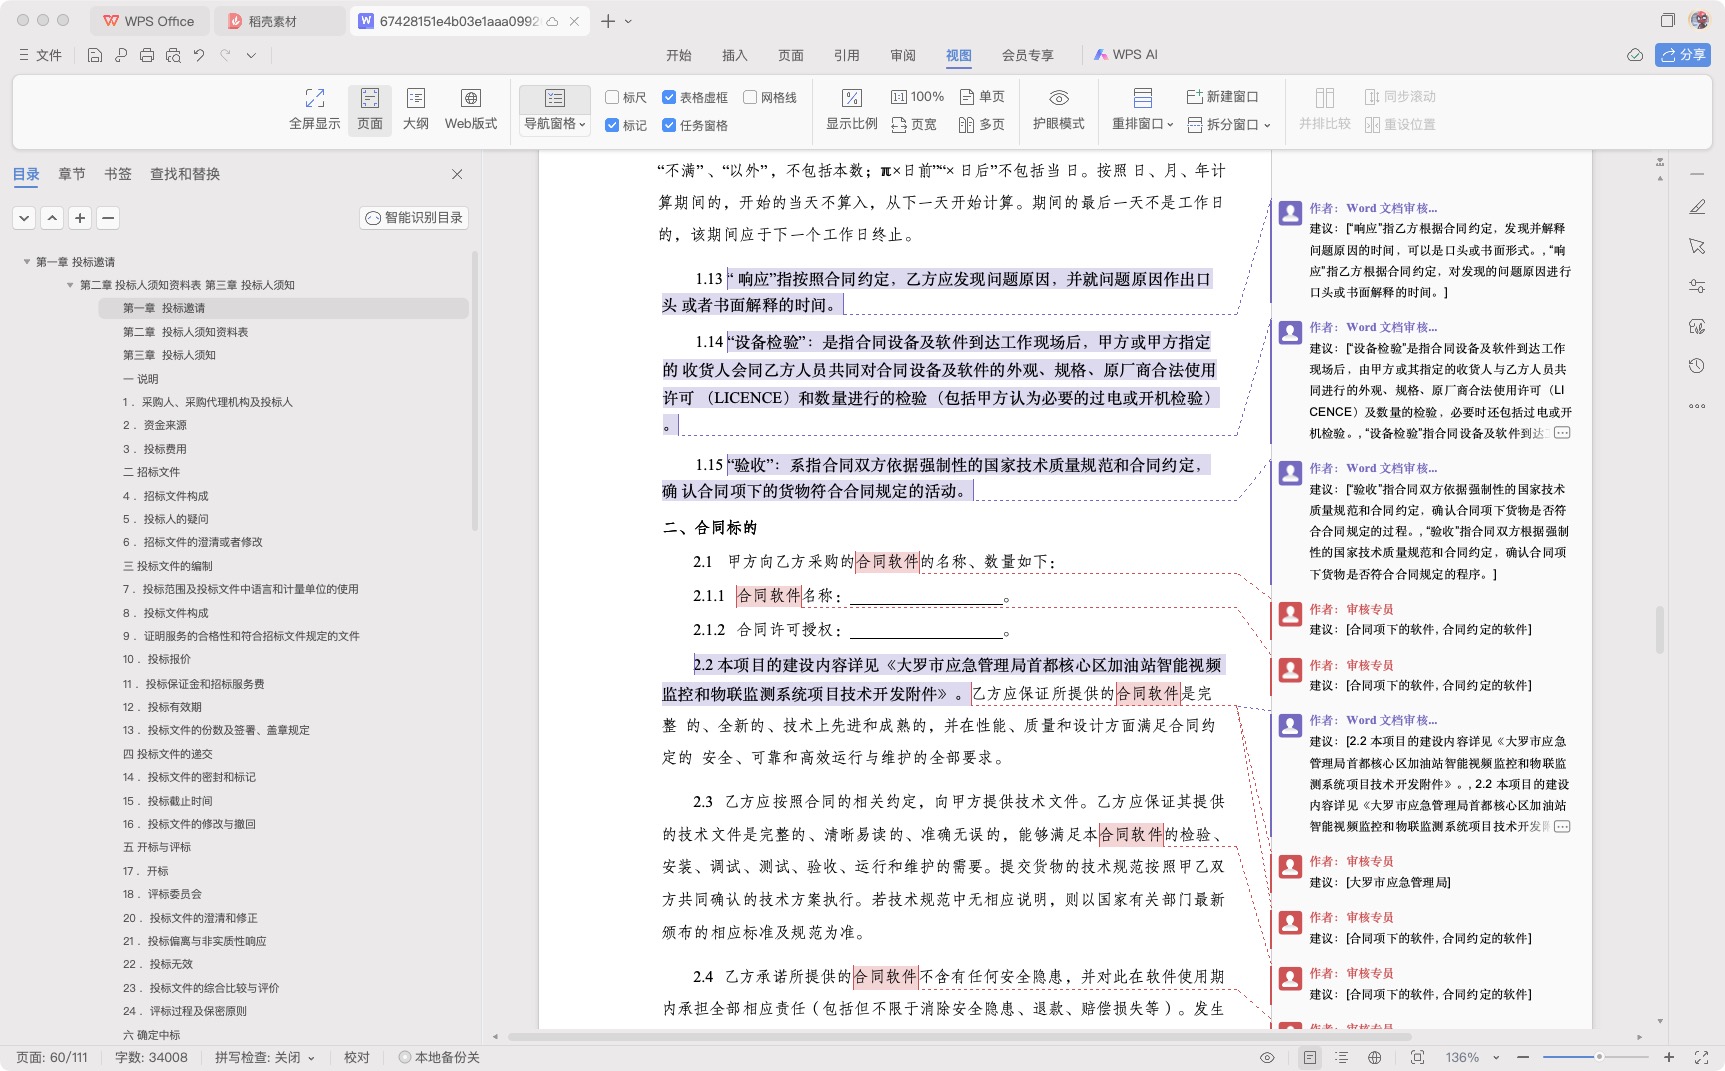 WPS Office
稻壳素材
67428151e4b03e1aaa0992
文件
开始 插入 页面 引用 审阅 视图 会员专享 WPS AI
分享
全屏显示 页面 大纲 Web版式 导航窗格
标尺 表格虚框 网格线
标记 任务窗格
显示比例 100% 单页
页宽 多页
护眼模式 重排窗口 新建窗口
拆分窗口
并排比较 同步滚动
重设位置
目录 章节 书签 查找和替换
智能识别目录
第一章 投标邀请
第二章 投标人须知资料表 第三章 投标人须知
第一章 投标邀请
第二章 投标人须知资料表
第三章 投标人须知
一 说明
1． 采购人、采购代理机构及投标人
2． 资金来源
3． 投标费用
二 招标文件
4． 招标文件构成
5． 投标人的疑问
6． 招标文件的澄清或者修改
三 投标文件的编制
7． 投标范围及投标文件中语言和计量单位的使用
8． 投标文件构成
9． 证明服务的合格性和符合招标文件规定的文件
10． 投标报价
11． 投标保证金和招标服务费
12． 投标有效期
13． 投标文件的份数及签署、盖章规定
四 投标文件的递交
14． 投标文件的密封和标记
15． 投标截止时间
16． 投标文件的修改与撤回
五 开标与评标
17． 开标
18． 评标委员会
20． 投标文件的澄清和修正
21． 投标偏离与非实质性响应
22． 投标无效
23． 投标文件的综合比较与评价
24． 评标过程及保密原则
六 确定中标
“不满”、“以外”，不包括本数；π×日前”“× 日后”不包括当 日。按照 日、月、年计
算期间的，开始的当天不算入，从下一天开始计算。期间的最后一天不是工作日
的，该期间应于下一个工作日终止。
1.13 “ 响应”指按照合同约定，乙方应发现问题原因，并就问题原因作出口
头 或者书面解释的时间。
1.14 “设备检验”：是指合同设备及软件到达工作现场后，甲方或甲方指定
的 收货人会同乙方人员共同对合同设备及软件的外观、规格、原厂商合法使用
许可 （LICENCE）和数量进行的检验（包括甲方认为必要的过电或开机检验）
。
1.15 “验收”：系指合同双方依据强制性的国家技术质量规范和合同约定，
确 认合同项下的货物符合合同规定的活动。
二、合同标的
2.1 甲方向乙方采购的合同软件的名称、数量如下：
2.1.1 合同软件名称：__________________。
2.1.2 合同许可授权：__________________。
2.2 本项目的建设内容详见《大罗市应急管理局首都核心区加油站智能视频
监控和物联监测系统项目技术开发附件》。乙方应保证所提供的合同软件是完
整 的、全新的、技术上先进和成熟的，并在性能、质量和设计方面满足合同约
定的 安全、可靠和高效运行与维护的全部要求。
2.3 乙方应按照合同的相关约定，向甲方提供技术文件。乙方应保证其提供
的技术文件是完整的、清晰易读的、准确无误的，能够满足本合同软件的检验、
安装、调试、测试、验收、运行和维护的需要。提交货物的技术规范按照甲乙双
方共同确认的技术方案执行。若技术规范中无相应说明，则以国家有关部门最新
颁布的相应标准及规范为准。
2.4 乙方承诺所提供的合同软件不含有任何安全隐患，并对此在软件使用期
内承担全部相应责任（包括但不限于消除安全隐患、退款、赔偿损失等）。发生
作者： Word 文档审核...
建议：[“响应”指乙方根据合同约定，发现并解释
问题原因的时间，可以是口头或书面形式。, “响
应”指乙方根据合同约定，对发现的问题原因进行
口头或书面解释的时间。]
作者： Word 文档审核...
建议：[“设备检验”是指合同设备及软件到达工作
现场后，由甲方或其指定的收货人与乙方人员共
同进行的外观、规格、原厂商合法使用许可（LI
CENCE）及数量的检验，必要时还包括过电或开
机检验。, “设备检验”指合同设备及软件到达
作者： Word 文档审核...
建议：[“验收”指合同双方依据强制性的国家技术
质量规范和合同约定，确认合同项下货物是否符
合合同规定的过程。, “验收”指合同双方根据强制
性的国家技术质量规范和合同约定，确认合同项
下货物是否符合合同规定的程序。]
作者： 审核专员
建议：[合同项下的软件, 合同约定的软件]
作者： 审核专员
建议：[合同项下的软件, 合同约定的软件]
作者： Word 文档审核...
建议：[2.2 本项目的建设内容详见《大罗市应急
管理局首都核心区加油站智能视频监控和物联监
测系统项目技术开发附件》。, 2.2 本项目的建设
内容详见《大罗市应急管理局首都核心区加油站
智能视频监控和物联监测系统项目技术开发附
作者： 审核专员
建议：[大罗市应急管理局]
作者： 审核专员
建议：[合同项下的软件, 合同约定的软件]
作者： 审核专员
建议：[合同项下的软件, 合同约定的软件]
作者： 审核专员
页面: 60/111 字数: 34008 拼写检查: 关闭 校对 本地备份关
136%